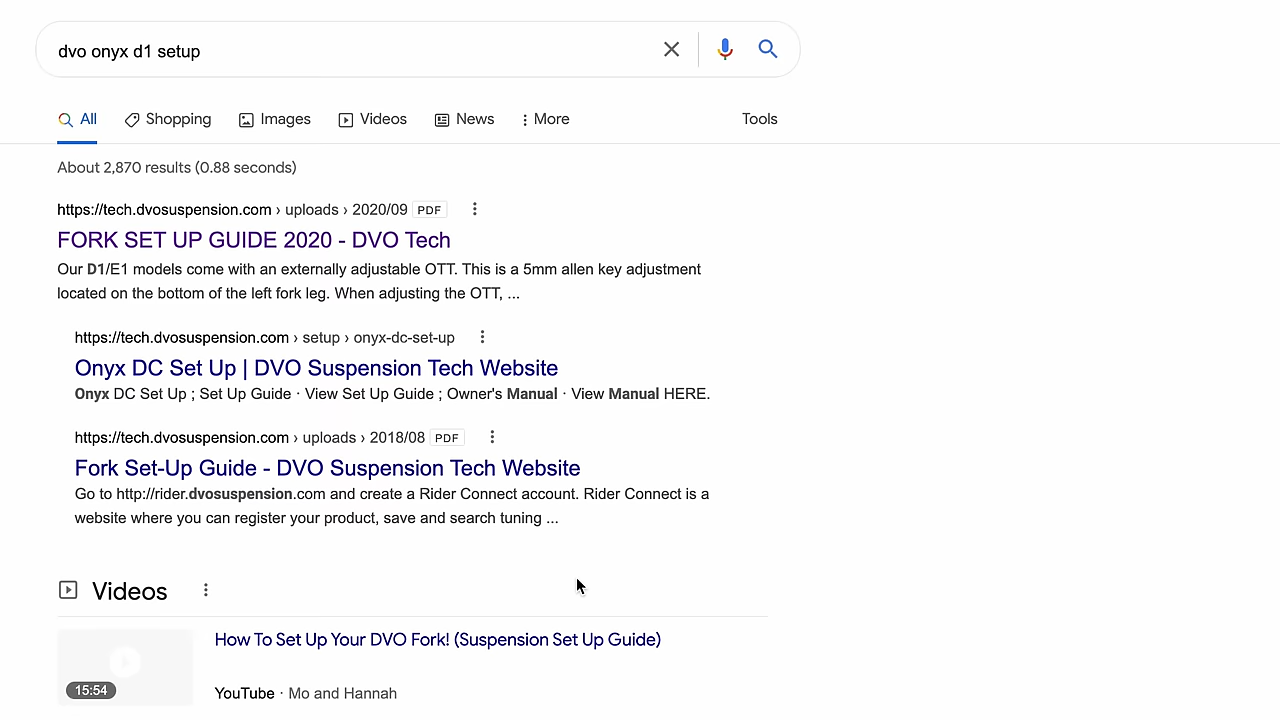 dvo onyx d1 setup
All Shopping Images Videos News More Tools
About 2,870 results (0.88 seconds)
https://tech.dvosuspension.com › uploads › 2020/09 PDF
FORK SET UP GUIDE 2020 - DVO Tech
Our D1/E1 models come with an externally adjustable OTT. This is a 5mm allen key adjustment
located on the bottom of the left fork leg. When adjusting the OTT, ...
https://tech.dvosuspension.com › setup › onyx-dc-set-up
Onyx DC Set Up | DVO Suspension Tech Website
Onyx DC Set Up ; Set Up Guide · View Set Up Guide ; Owner's Manual · View Manual HERE.
https://tech.dvosuspension.com › uploads › 2018/08 PDF
Fork Set-Up Guide - DVO Suspension Tech Website
Go to http://rider.dvosuspension.com and create a Rider Connect account. Rider Connect is a
website where you can register your product, save and search tuning ...
Videos
How To Set Up Your DVO Fork! (Suspension Set Up Guide)
15:54
YouTube · Mo and Hannah